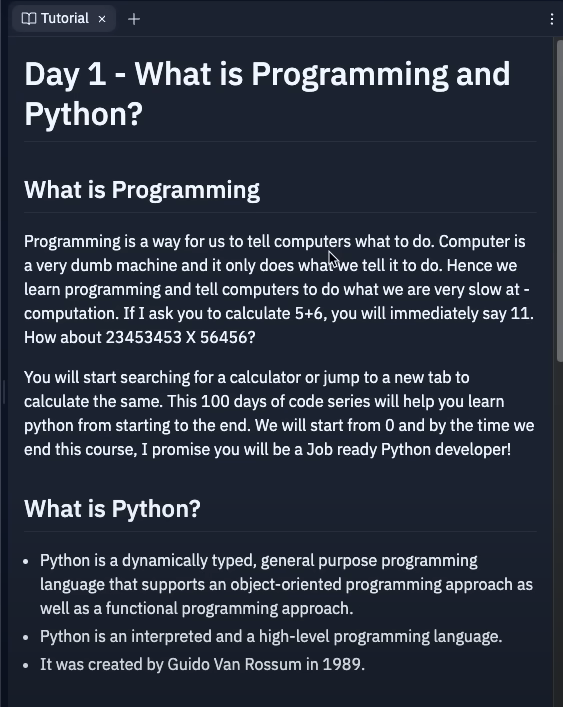 Tutorial
Day 1 - What is Programming and
Python?
What is Programming
Programming is a way for us to tell computers what to do. Computer is
a very dumb machine and it only does what we tell it to do. Hence we
learn programming and tell computers to do what we are very slow at -
computation. If I ask you to calculate 5+6, you will immediately say 11.
How about 23453453 X 56456?
You will start searching for a calculator or jump to a new tab to
calculate the same. This 100 days of code series will help you learn
python from starting to the end. We will start from 0 and by the time we
end this course, I promise you will be a Job ready Python developer!
What is Python?
Python is a dynamically typed, general purpose programming
language that supports an object-oriented programming approach as
well as a functional programming approach.
Python is an interpreted and a high-level programming language.
It was created by Guido Van Rossum in 1989.